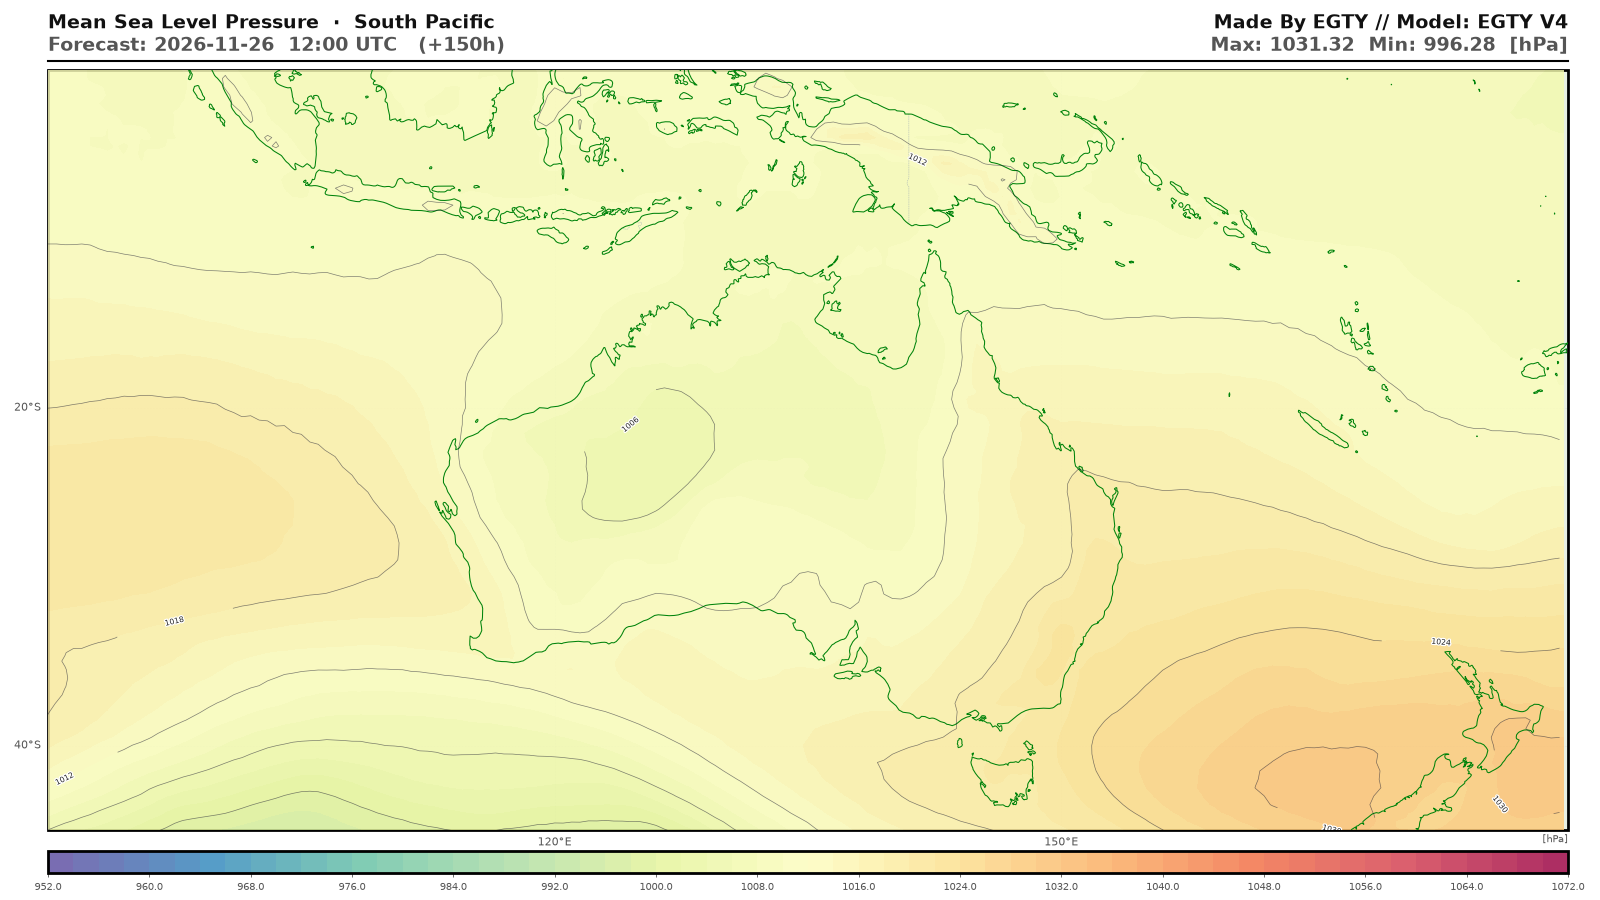 Mean Sea Level Pressure · South Pacific
Made By EGTY // Model: EGTY V4
Forecast: 2026-11-26 12:00 UTC (+150h)
Max: 1031.32 Min: 996.28 [hPa]
1012
20°S
1006
1018
1024
40°S
1012
1030
1030
120°E
150°E
[hPa]
952.0 960.0 968.0 976.0 984.0 992.0 1000.0 1008.0 1016.0 1024.0 1032.0 1040.0 1048.0 1056.0 1064.0 1072.0